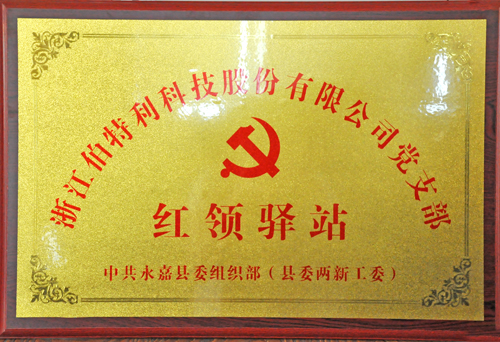 浙江伯特利科技股份有限公司党支部
红领驿站
中共永嘉县委组织部（县委两新工委）